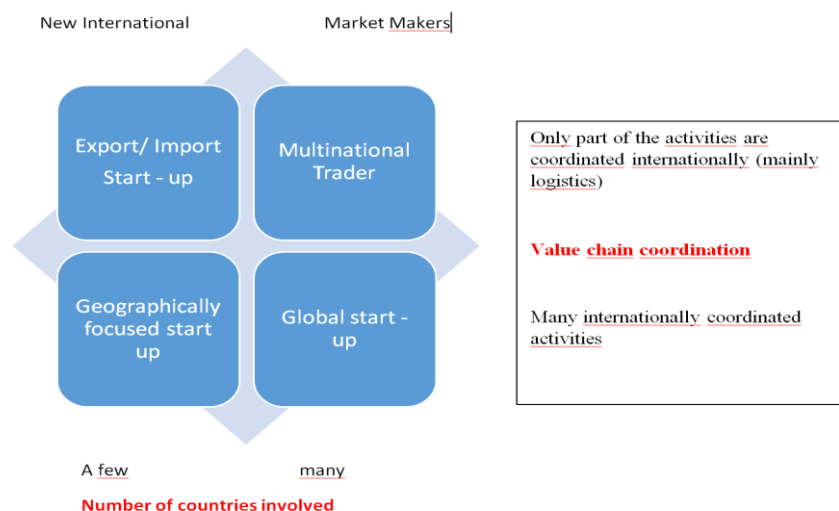 New International
Market Makers
Export/ Import
Start - up
Multinational
Trader
Geographically
focused start
up
Global start -
up
Only part of the activities are
coordinated internationally (mainly
logistics)
Value chain coordination
Many internationally coordinated
activities
A few
many
Number of countries involved